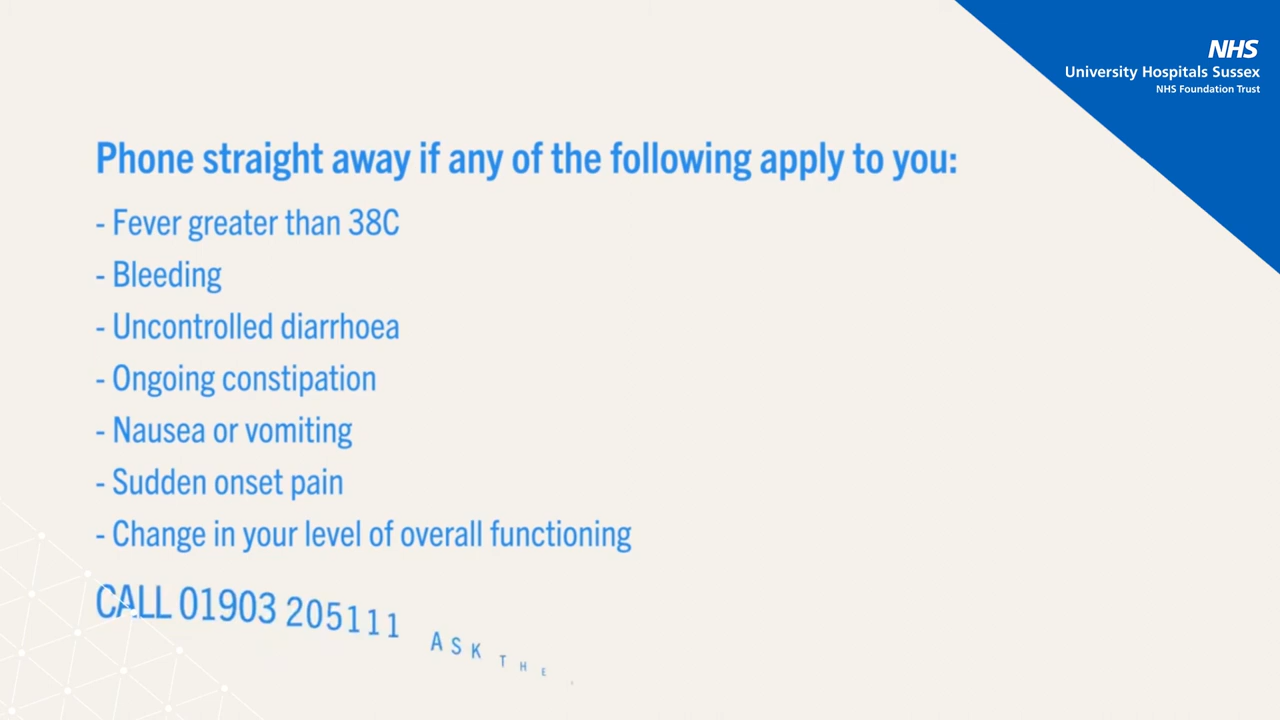 NHS
University Hospitals Sussex
NHS Foundation Trust
Phone straight away if any of the following apply to you:
- Fever greater than 38C
- Bleeding
- Uncontrolled diarrhoea
- Ongoing constipation
- Nausea or vomiting
- Sudden onset pain
- Change in your level of overall functioning
CALL 01903 205111 ASK THE